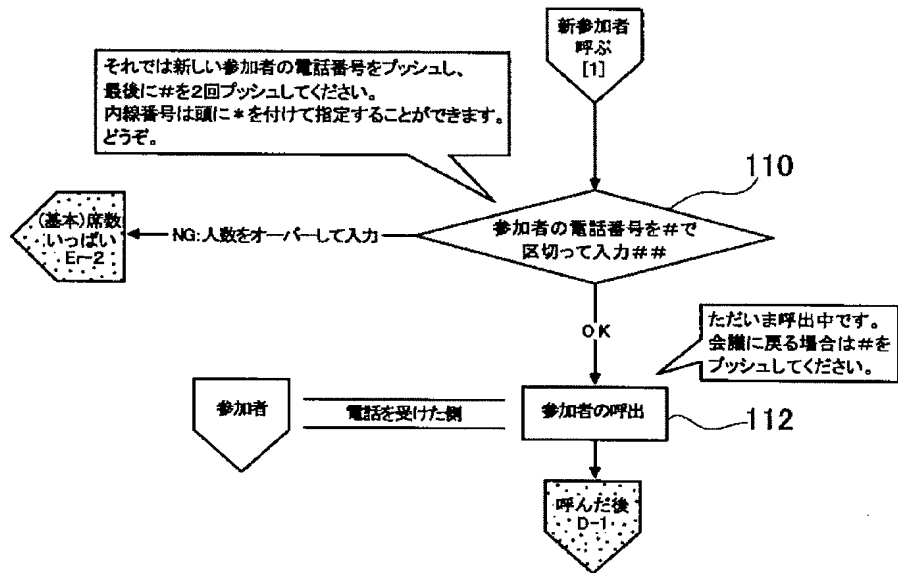 新参加者
呼ぶ
[1]
それでは新しい参加者の電話番号をプッシュし、
最後に＃を2回プッシュしてください。
内線番号は頭に＊を付けて指定することができます。
どうぞ。
110
参加者の電話番号を＃で
区切って入力＃＃
NG:人数をオーバーして入力
(基本)席数
いっぱい
Er-2
OK
ただいま呼出中です。
会議に戻る場合は＃を
プッシュしてください。
参加者
電話を受けた側
参加者の呼出
112
呼んだ後
D-1